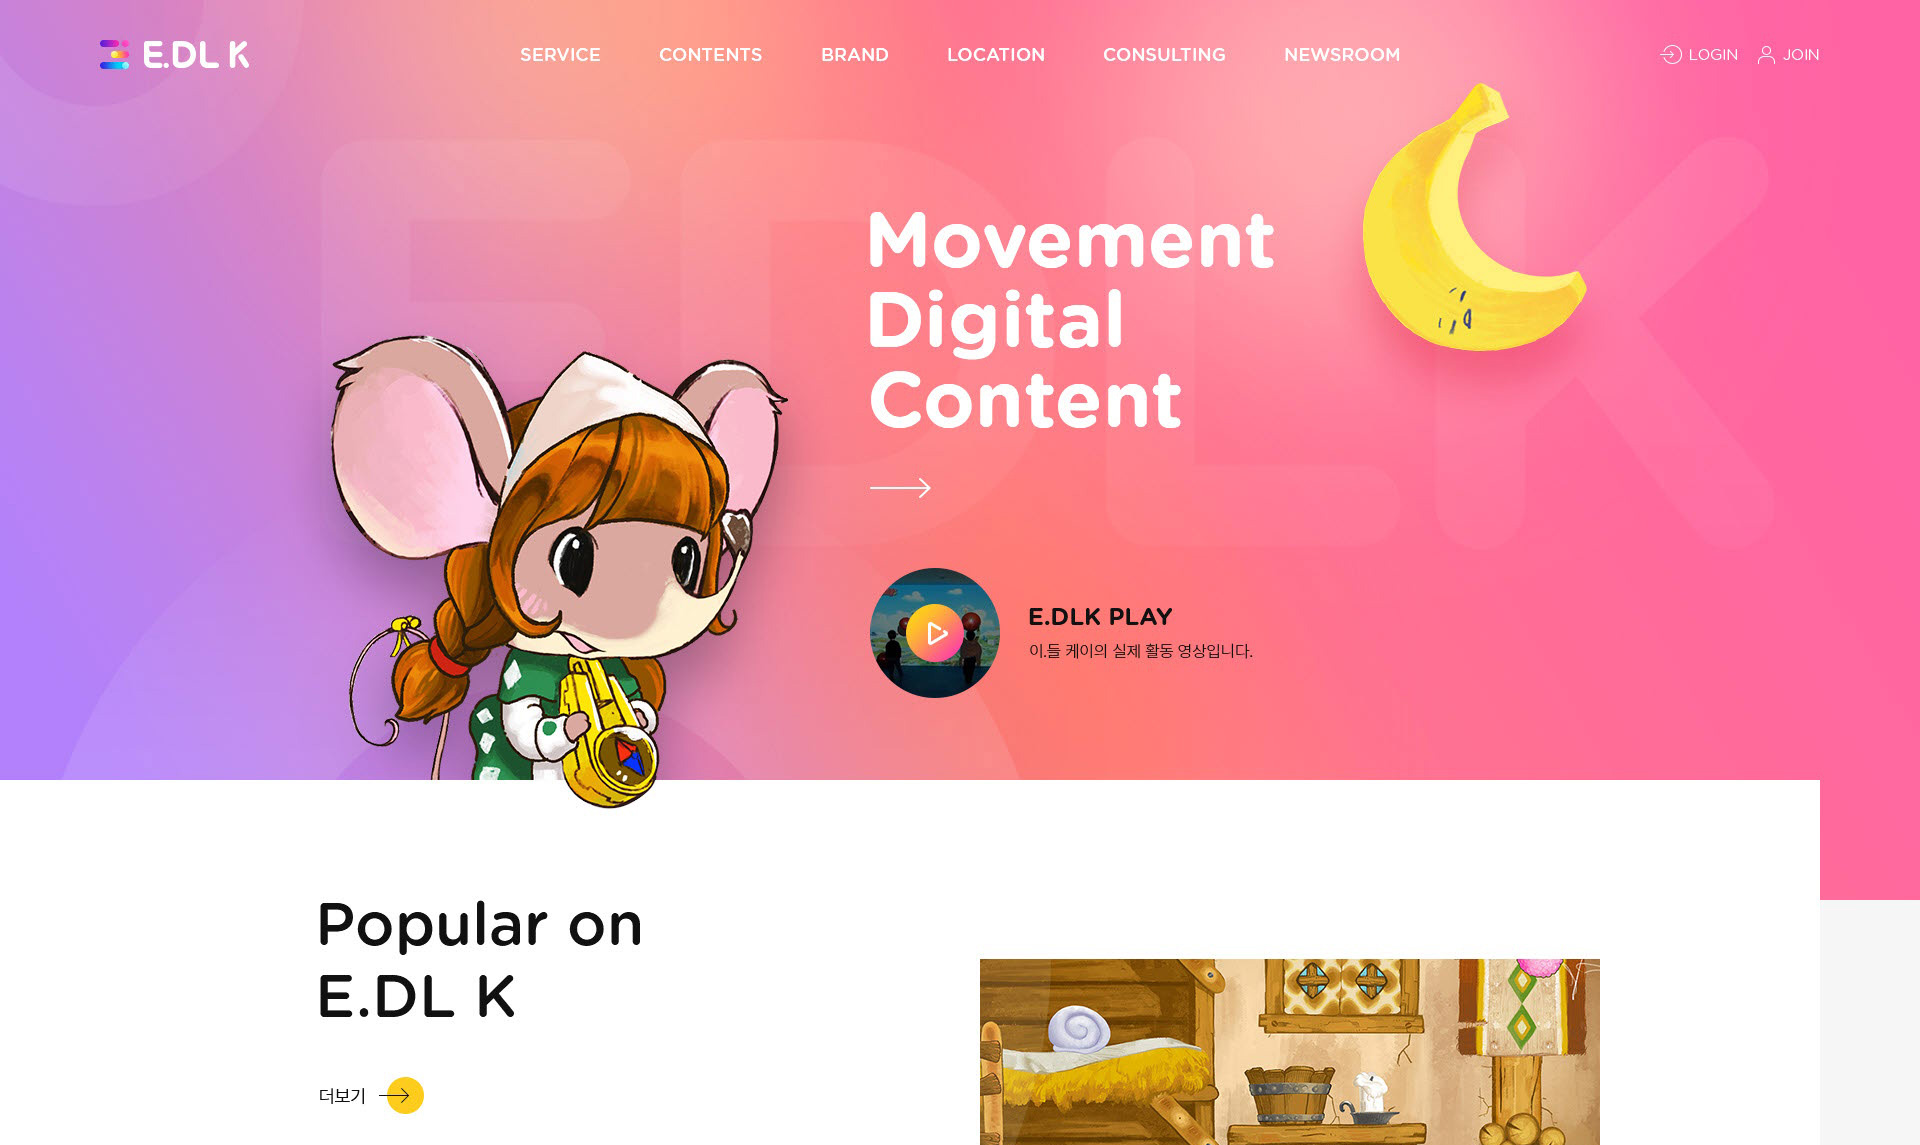 E.DL K
SERVICE
CONTENTS
BRAND
LOCATION
CONSULTING
NEWSROOM
LOGIN
JOIN
EDLK
Movement
Digital
Content
E.DLK PLAY
이.들 케이의 실제 활동 영상입니다.
Popular on
E.DL K
더보기